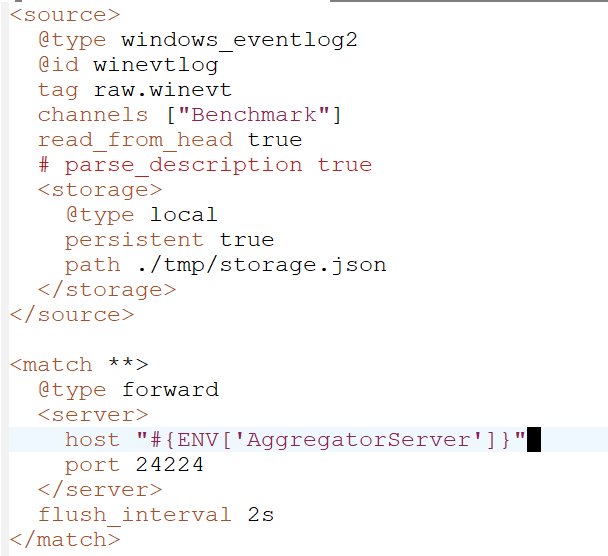 <source>
  @type windows_eventlog2
  @id winevtlog
  tag raw.winevt
  channels ["Benchmark"]
  read_from_head true
  # parse_description true
  <storage>
    @type local
    persistent true
    path ./tmp/storage.json
  </storage>
</source>

<match **>
  @type forward
  <server>
    host "#{ENV['AggregatorServer']}"
    port 24224
  </server>
  flush_interval 2s
</match>